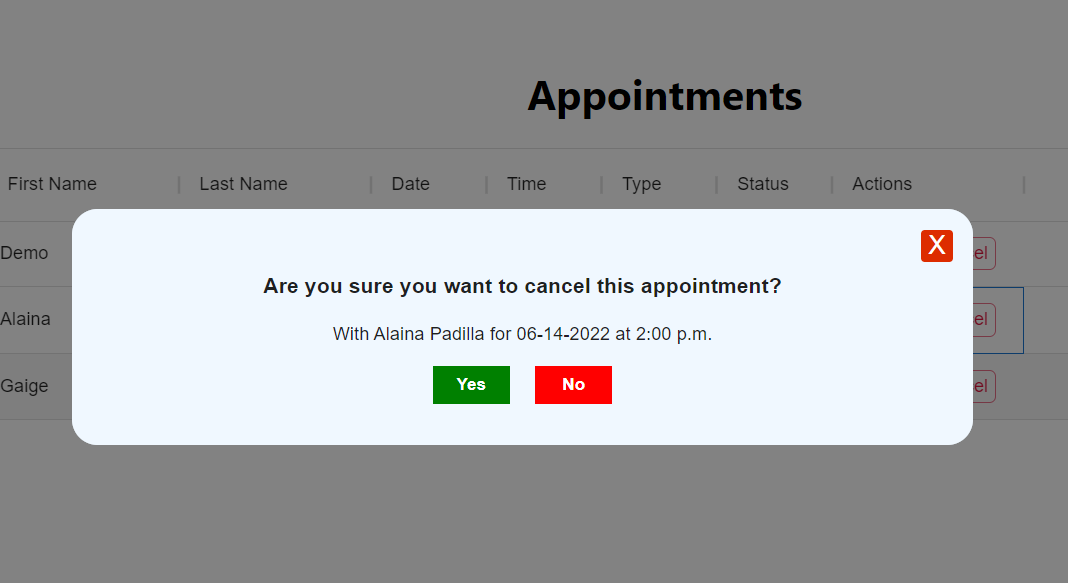 Appointments
First Name Last Name Date Time Type Status Actions
Demo
X
el
Are you sure you want to cancel this appointment?
Alaina
el
With Alaina Padilla for 06-14-2022 at 2:00 p.m.
Gaige
Yes No
el